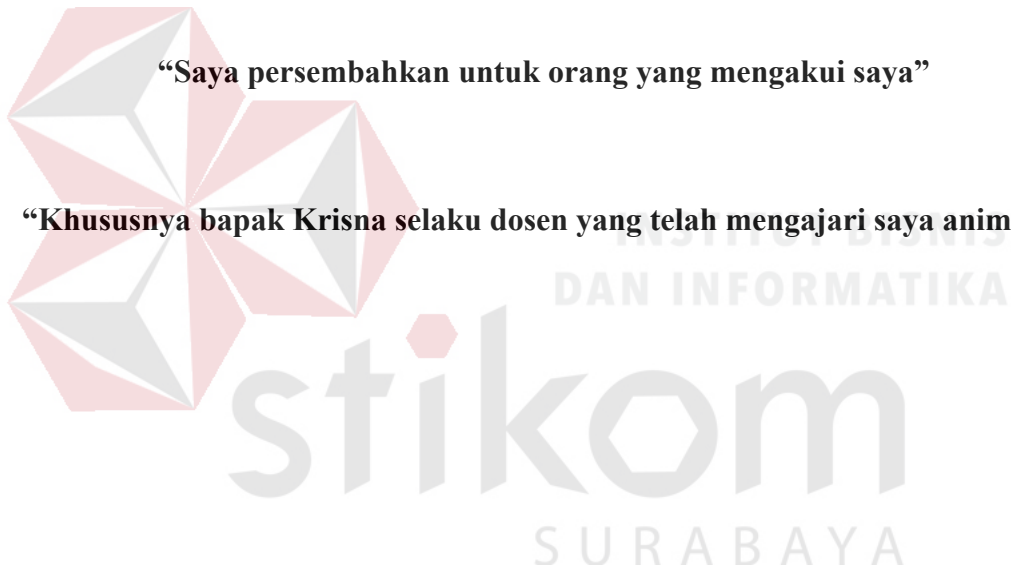 “Saya persembahkan untuk orang yang mengakui saya”
“Khususnya bapak Krisna selaku dosen yang telah mengajari saya anim
INSTITUT BISNIS
DAN INFORMATIKA
stikom
SURABAYA